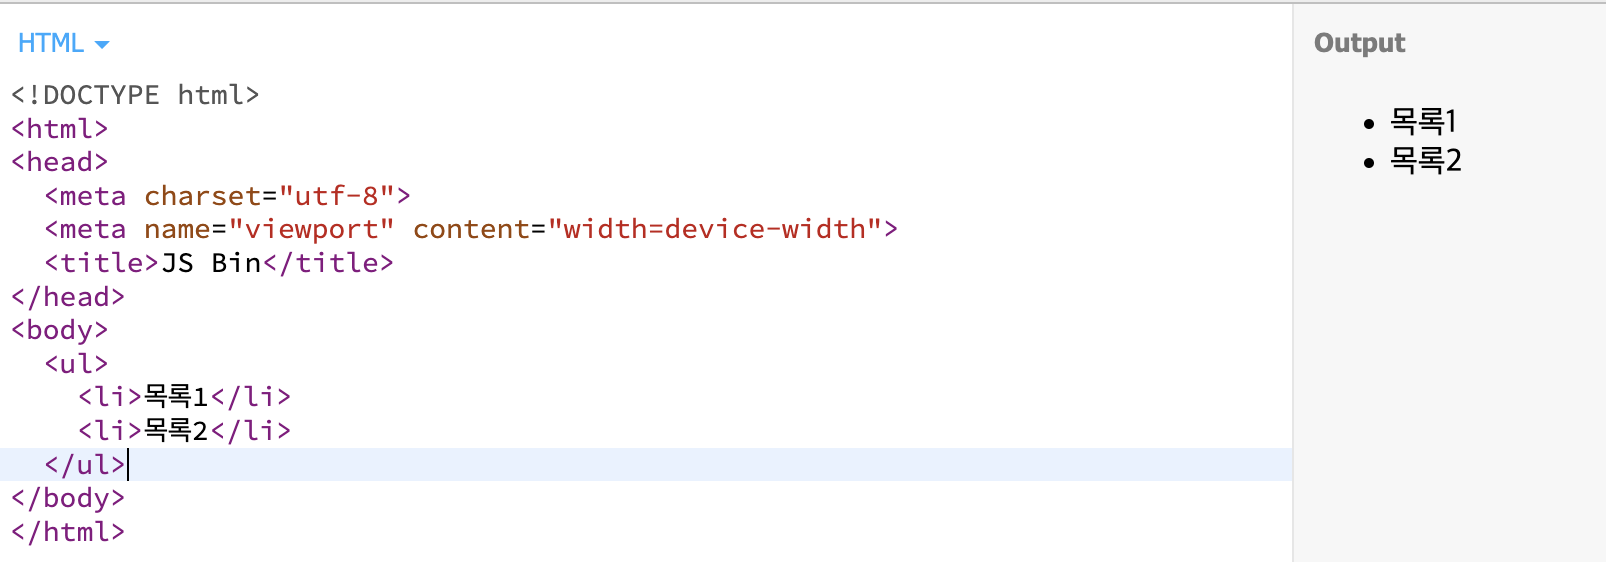 HTML
<!DOCTYPE html>
<html>
<head>
  <meta charset="utf-8">
  <meta name="viewport" content="width=device-width">
  <title>JS Bin</title>
</head>
<body>
  <ul>
    <li>목록1</li>
    <li>목록2</li>
  </ul>
</body>
</html>
Output
• 목록1
• 목록2